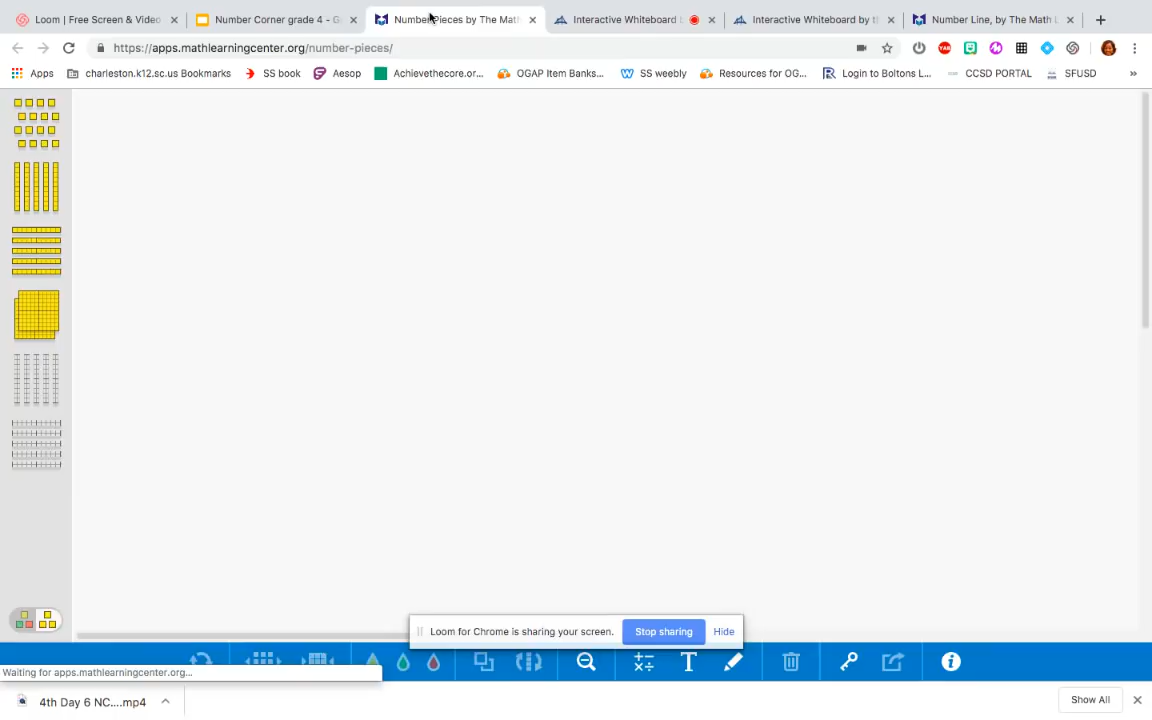 Loom | Free Screen & Video
Number Corner grade 4 - G
Number Pieces by The Math
Interactive Whiteboard
Interactive Whiteboard by t
Number Line, by The Math L
https://apps.mathlearningcenter.org/number-pieces/
Apps
charleston.k12.sc.us Bookmarks
SS book
Aesop
Achievethecore.or...
OGAP Item Banks...
SS weebly
Resources for OG...
Login to Boltons L...
CCSD PORTAL
SFUSD
»
Loom for Chrome is sharing your screen.
Stop sharing
Hide
T
Waiting for apps.mathlearningcenter.org...
4th Day 6 NC....mp4
Show All